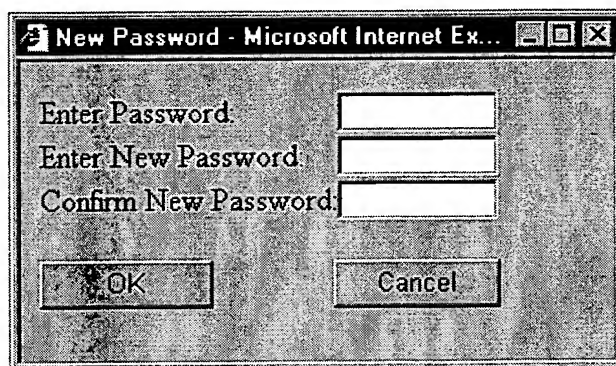 New Password - Microsoft Internet Ex...
Enter Password:
Enter New Password:
Confirm New Password:
OK
Cancel